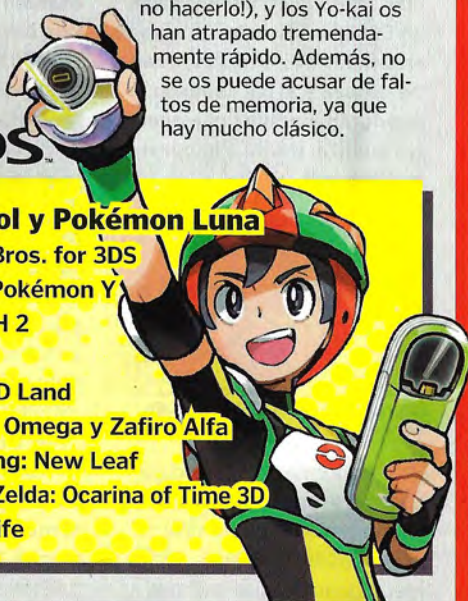 no hacerlo!), y los Yo-kai os
han atrapado tremenda-
mente rápido. Además, no
se os puede acusar de fal-
tos de memoria, ya que
hay mucho clásico.
ol y Pokémon Luna
Bros. for 3DS
Pokémon Y
H 2
D Land
Omega y Zafiro Alfa
ng: New Leaf
Zelda: Ocarina of Time 3D
ife